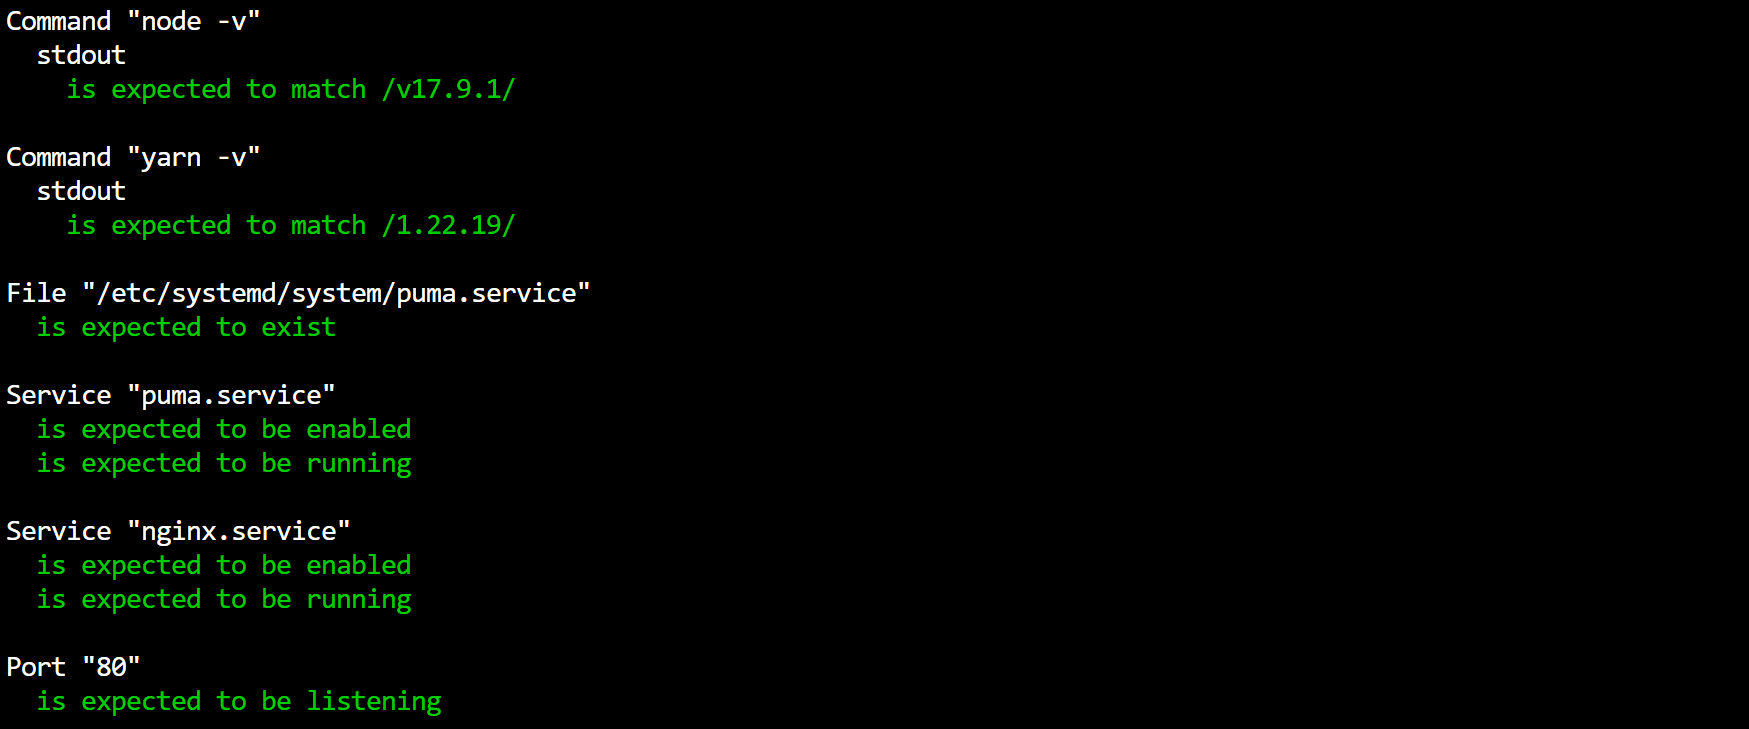 Command "node -v"
  stdout
    is expected to match /v17.9.1/

Command "yarn -v"
  stdout
    is expected to match /1.22.19/

File "/etc/systemd/system/puma.service"
  is expected to exist

Service "puma.service"
  is expected to be enabled
  is expected to be running

Service "nginx.service"
  is expected to be enabled
  is expected to be running

Port "80"
  is expected to be listening